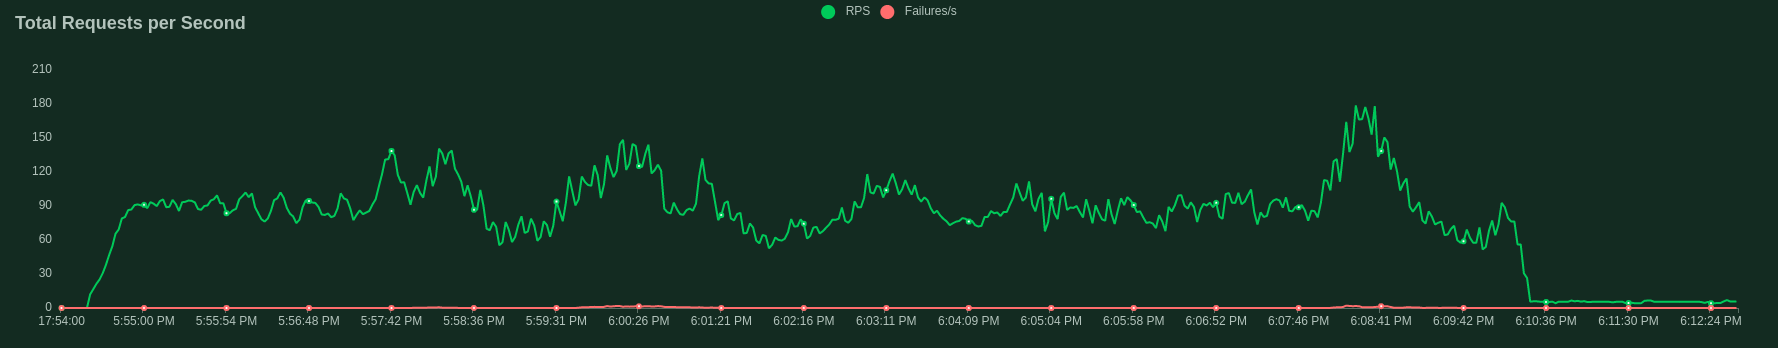 Total Requests per Second
RPS
Failures/s
210
180
150
120
90
60
30
0
17:54:00
5:55:00 PM
5:55:54 PM
5:56:48 PM
5:57:42 PM
5:58:36 PM
5:59:31 PM
6:00:26 PM
6:01:21 PM
6:02:16 PM
6:03:11 PM
6:04:09 PM
6:05:04 PM
6:05:58 PM
6:06:52 PM
6:07:46 PM
6:08:41 PM
6:09:42 PM
6:10:36 PM
6:11:30 PM
6:12:24 PM